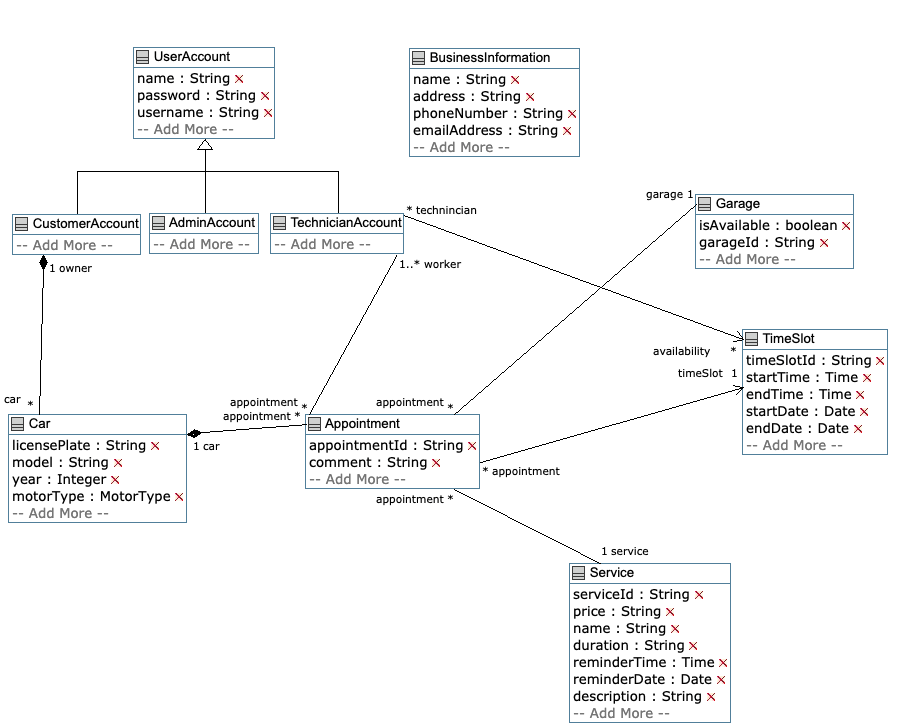 UserAccount
name : String
password : String
username : String
-- Add More --
BusinessInformation
name : String
address : String
phoneNumber : String
emailAddress : String
-- Add More --
CustomerAccount
-- Add More --
AdminAccount
-- Add More --
TechnicianAccount
-- Add More --
* technincian
garage 1
Garage
isAvailable : boolean
garageId : String
-- Add More --
1 owner
1..* worker
TimeSlot
timeSlotId : String
startTime : Time
endTime : Time
startDate : Date
endDate : Date
-- Add More --
availability *
timeSlot 1
car *
appointment *
appointment *
appointment *
Car
licensePlate : String
model : String
year : Integer
motorType : MotorType
-- Add More --
1 car
Appointment
appointmentId : String
comment : String
-- Add More --
* appointment
appointment *
1 service
Service
serviceId : String
price : String
name : String
duration : String
reminderTime : Time
reminderDate : Date
description : String
-- Add More --